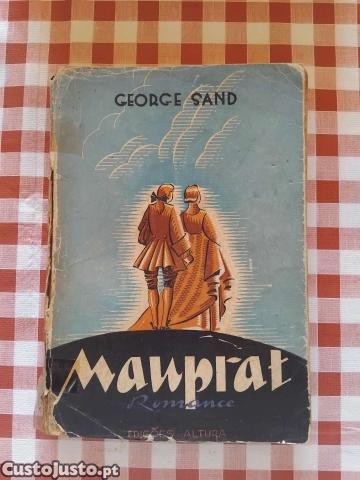 GEORGE SAND
Mauprat
Romance
EDIÇÕES ALTURA
CustoJusto.pt